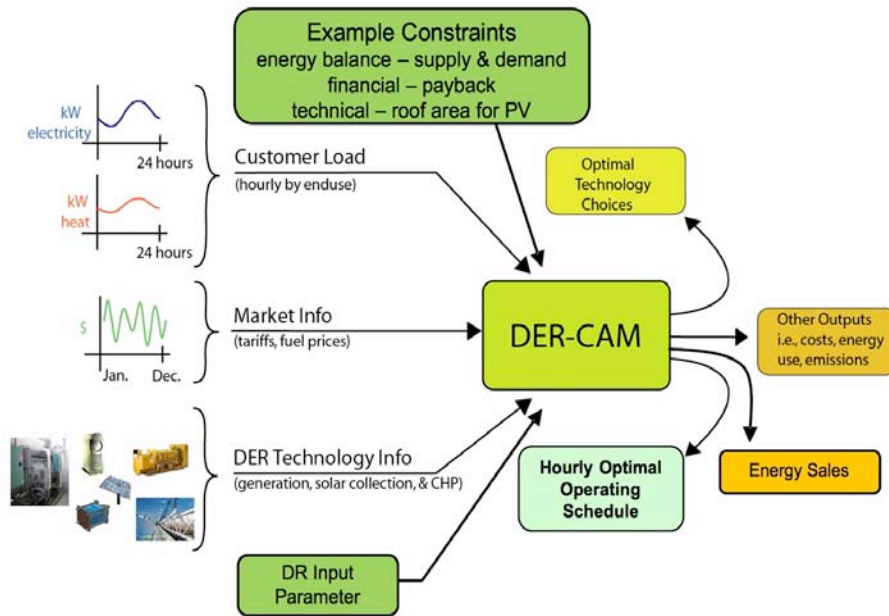 Example Constraints
energy balance – supply & demand
financial – payback
technical – roof area for PV
kW
electricity
24 hours
kW
heat
24 hours
Customer Load
(hourly by enduse)
Optimal
Technology
Choices
$
Jan.
Dec.
Market Info
(tariffs, fuel prices)
DER-CAM
Other Outputs
i.e., costs, energy
use, emissions
DER Technology Info
(generation, solar collection, & CHP)
Hourly Optimal
Operating
Schedule
Energy Sales
DR Input
Parameter